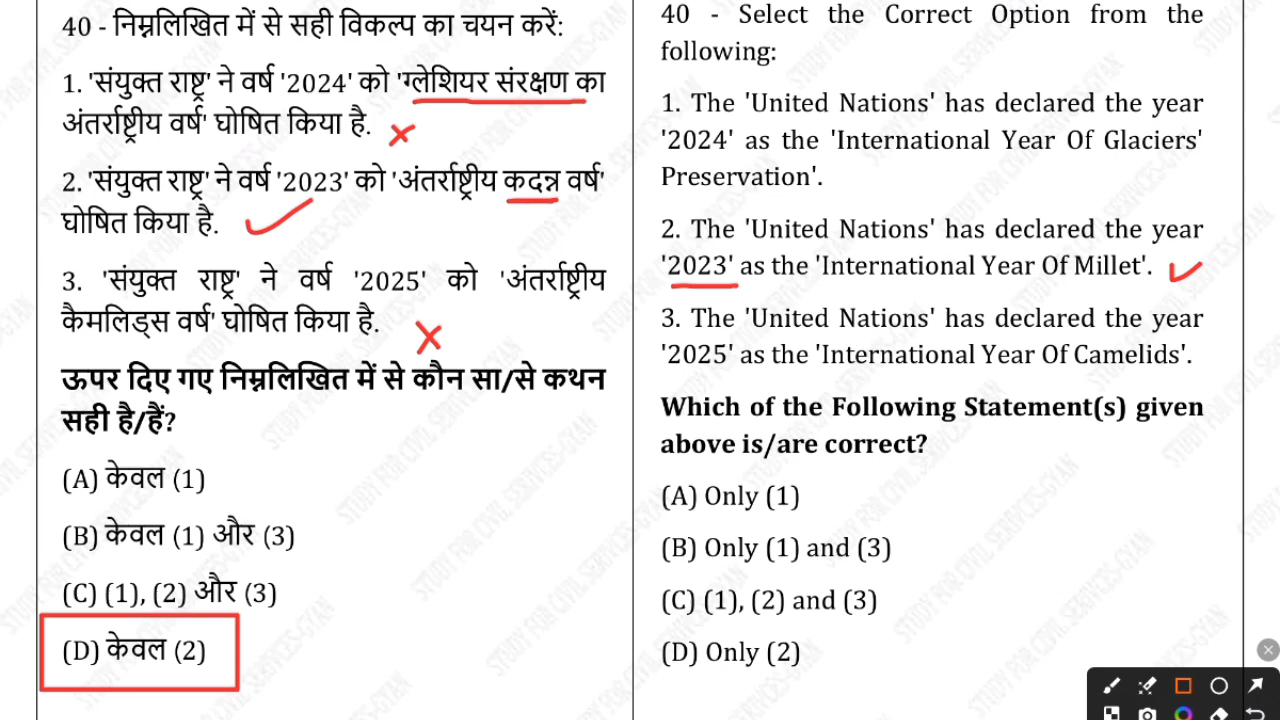 40 - निम्नलिखित में से सही विकल्प का चयन करें:
1. 'संयुक्त राष्ट्र' ने वर्ष '2024' को 'ग्लेशियर संरक्षण का
अंतर्राष्ट्रीय वर्ष' घोषित किया है.
2. 'संयुक्त राष्ट्र' ने वर्ष '2023' को 'अंतर्राष्ट्रीय कदन्न वर्ष'
घोषित किया है.
3. 'संयुक्त राष्ट्र' ने वर्ष '2025' को 'अंतर्राष्ट्रीय
कैमलिड्स वर्ष' घोषित किया है.
ऊपर दिए गए निम्नलिखित में से कौन सा/से कथन
सही है/हैं?
(A) केवल (1)
(B) केवल (1) और (3)
(C) (1), (2) और (3)
(D) केवल (2)
40 - Select the Correct Option from the
following:
1. The 'United Nations' has declared the year
'2024' as the 'International Year Of Glaciers'
Preservation'.
2. The 'United Nations' has declared the year
'2023' as the 'International Year Of Millet'.
3. The 'United Nations' has declared the year
'2025' as the 'International Year Of Camelids'.
Which of the Following Statement(s) given
above is/are correct?
(A) Only (1)
(B) Only (1) and (3)
(C) (1), (2) and (3)
(D) Only (2)
STUDY FOR CIVIL SERVICES-GYAN